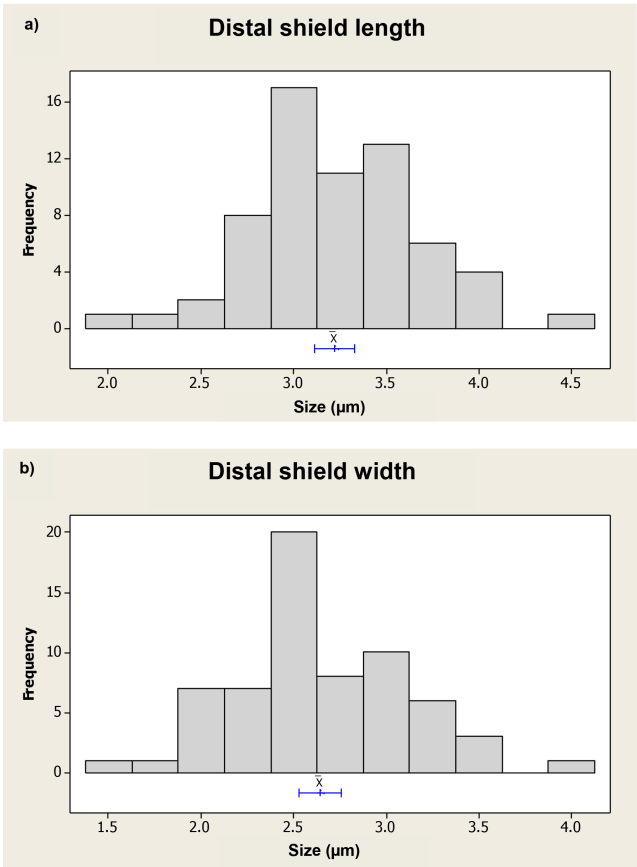 a)
Distal shield length
Frequency
16
12
8
4
0
X̄
2.0 2.5 3.0 3.5 4.0 4.5
Size (µm)
b)
Distal shield width
Frequency
20
15
10
5
0
X̄
1.5 2.0 2.5 3.0 3.5 4.0
Size (µm)